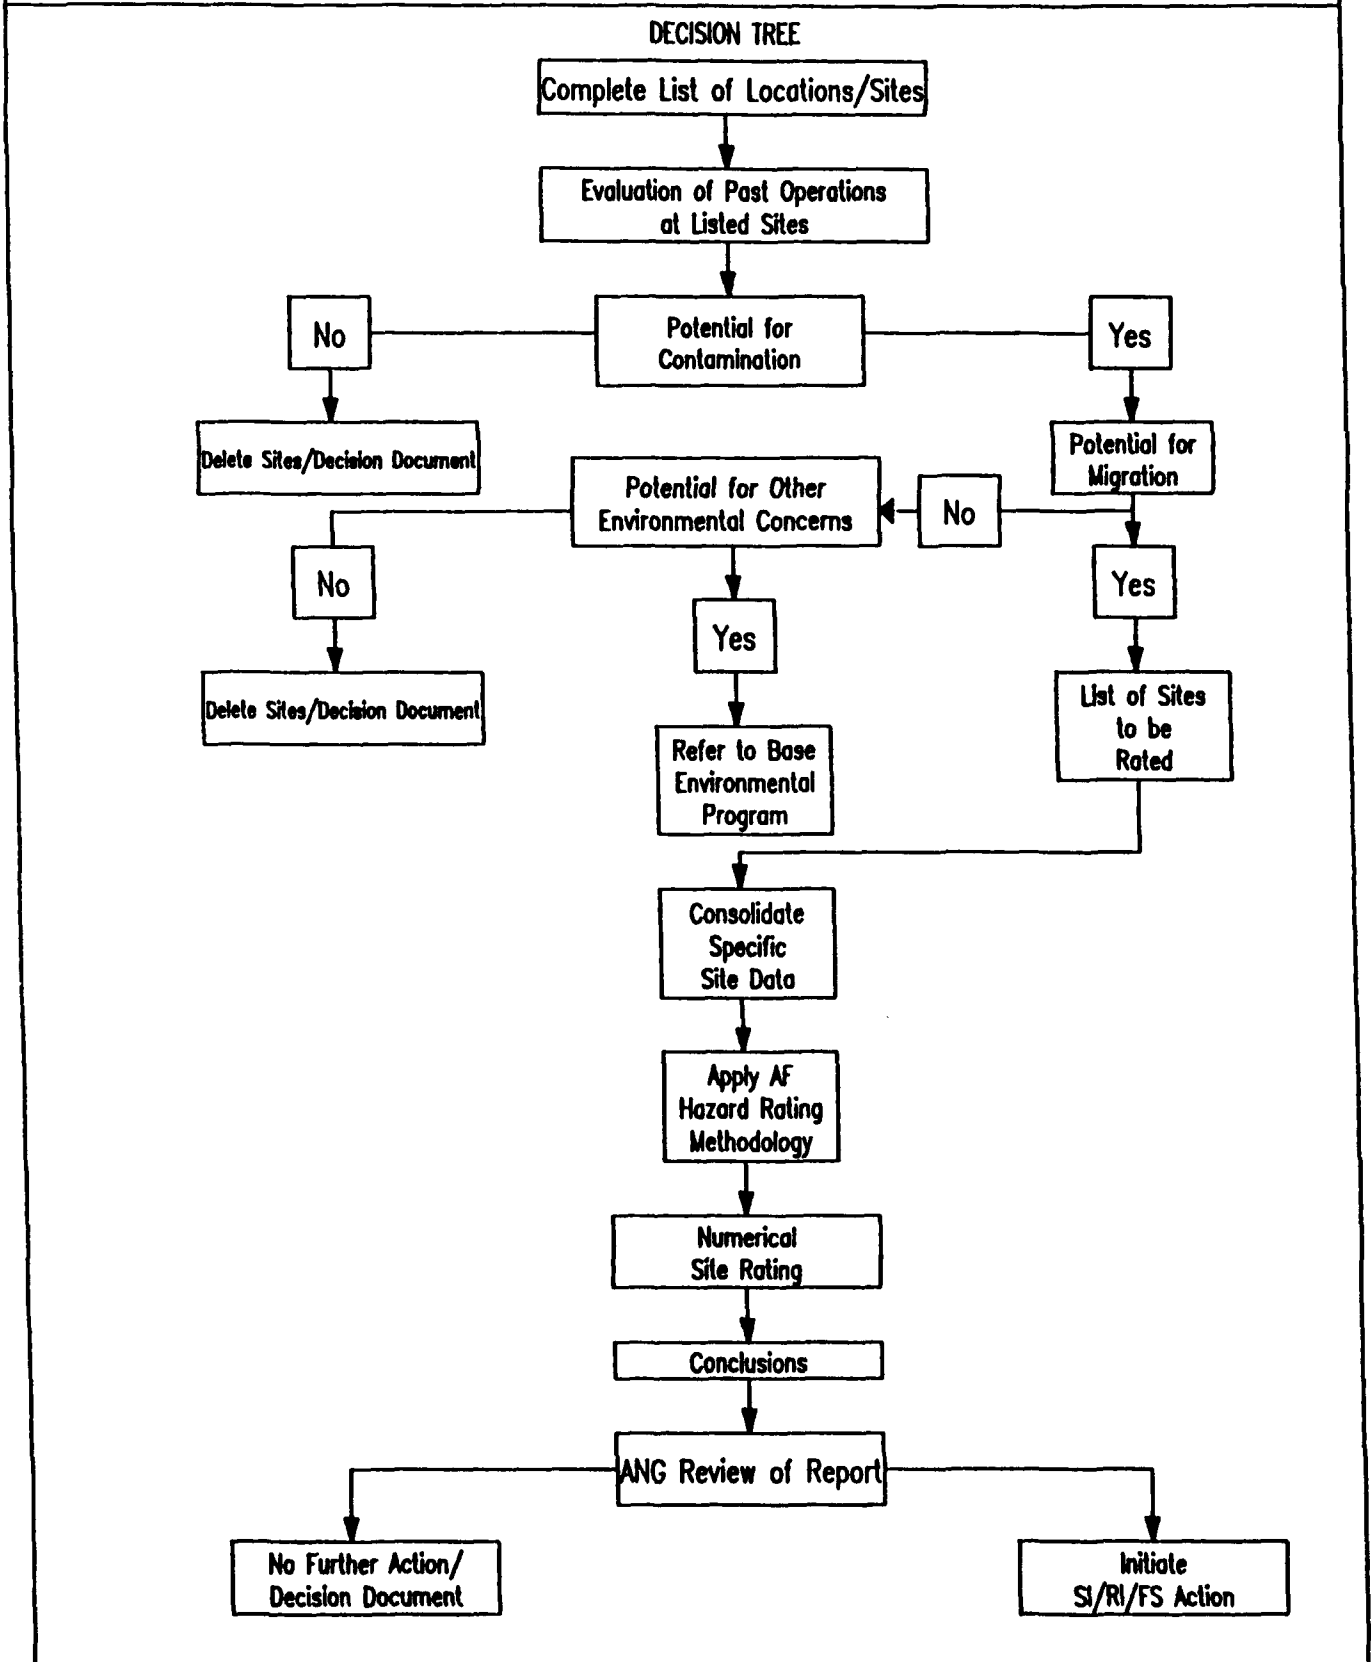 DECISION TREE
Complete List of Locations/Sites
Evaluation of Past Operations
at Listed Sites
No
Potential for
Contamination
Yes
Delete Sites/Decision Document
Potential for
Migration
Potential for Other
Environmental Concerns
No
No
Yes
Yes
Delete Sites/Decision Document
List of Sites
to be
Rated
Refer to Base
Environmental
Program
Consolidate
Specific
Site Data
Apply AF
Hazard Rating
Methodology
Numerical
Site Rating
Conclusions
ANG Review of Report
No Further Action/
Decision Document
Initiate
SI/RI/FS Action